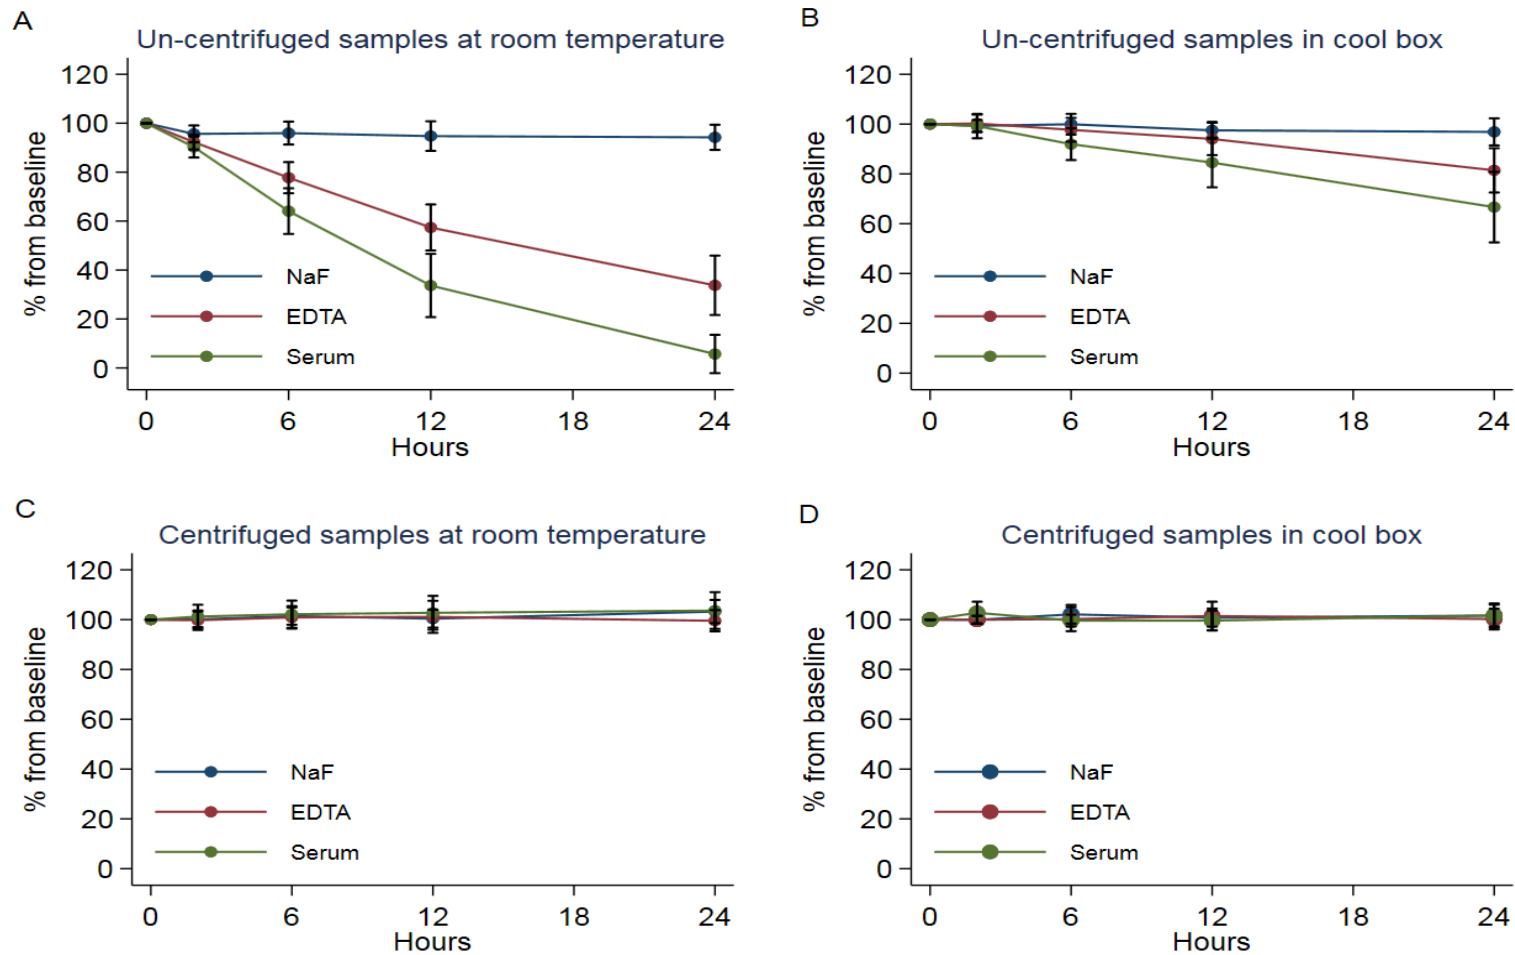 A
Un-centrifuged samples at room temperature
120
100
80
60
40
20
0
% from baseline
NaF
EDTA
Serum
0 6 12 18 24
Hours
B
Un-centrifuged samples in cool box
120
100
80
60
40
20
0
% from baseline
NaF
EDTA
Serum
0 6 12 18 24
Hours
C
Centrifuged samples at room temperature
120
100
80
60
40
20
0
% from baseline
NaF
EDTA
Serum
0 6 12 18 24
Hours
D
Centrifuged samples in cool box
120
100
80
60
40
20
0
% from baseline
NaF
EDTA
Serum
0 6 12 18 24
Hours